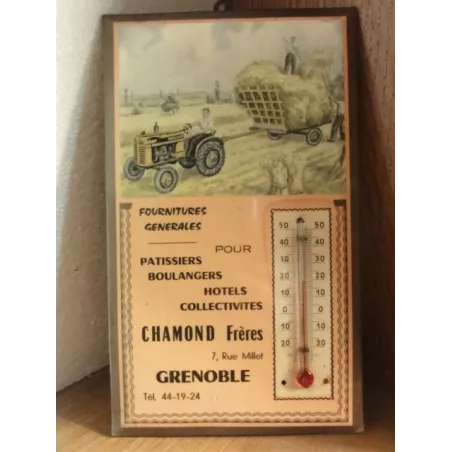 FOURNITURES
GENERALES
POUR
PATISSIERS
BOULANGERS
HOTELS
COLLECTIVITES
CHAMOND Frères
7, Rue Millet
GRENOBLE
Tél. 44-19-24
50 50
40 40
30 30
20 20
10 10
0 0
10 10
20 20